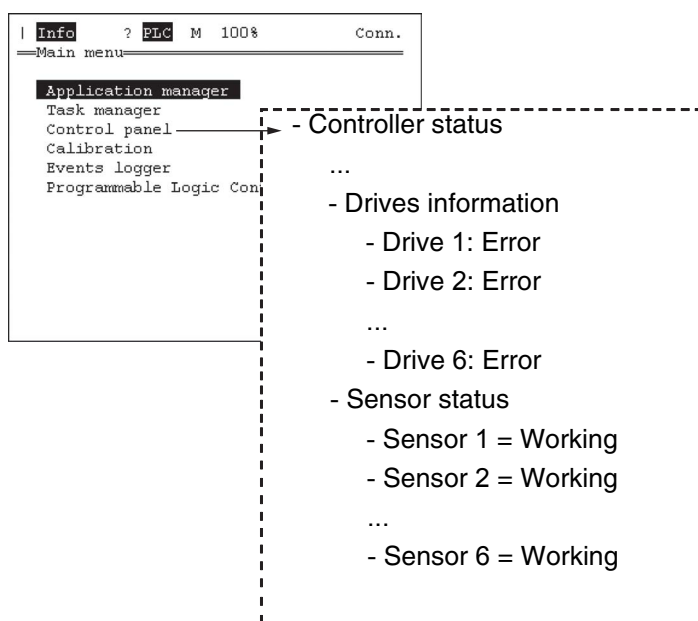 | Info ? PLC M 100% Conn.
Main menu
Application manager
Task manager
Control panel
Calibration
Events logger
Programmable Logic Con
- Controller status
...
- Drives information
- Drive 1: Error
- Drive 2: Error
...
- Drive 6: Error
- Sensor status
- Sensor 1 = Working
- Sensor 2 = Working
...
- Sensor 6 = Working